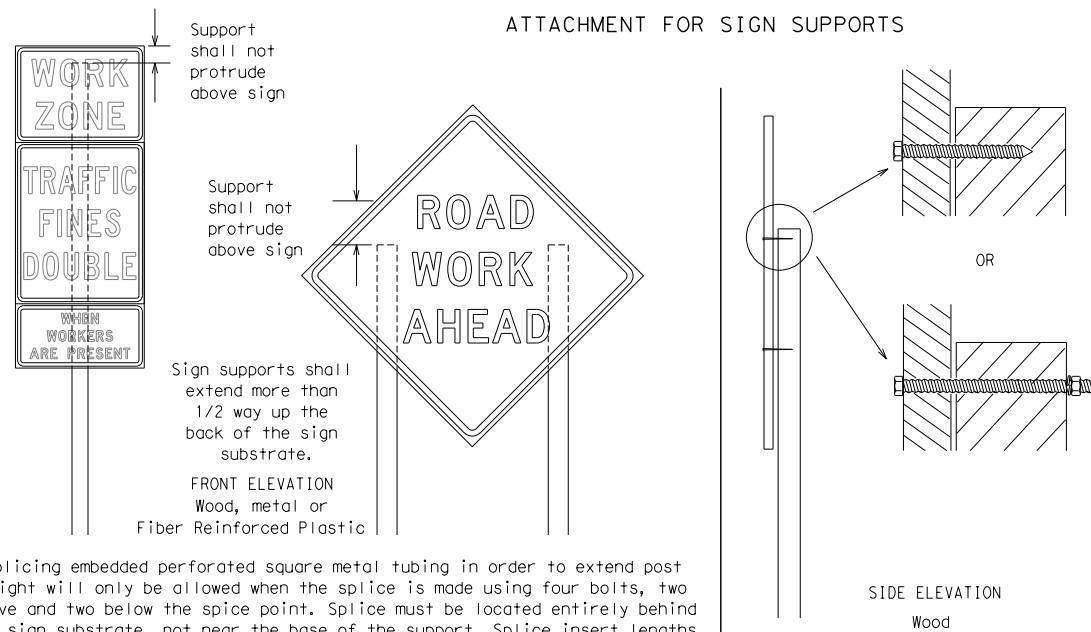 ATTACHMENT FOR SIGN SUPPORTS
Support
shall not
protrude
above sign
WORK
ZONE
TRAFFIC
FINES
DOUBLE
WHEN
WORKERS
ARE PRESENT
Support
shall not
protrude
above sign
ROAD
WORK
AHEAD
Sign supports shall
extend more than
1/2 way up the
back of the sign
substrate.
FRONT ELEVATION
Wood, metal or
Fiber Reinforced Plastic
OR
SIDE ELEVATION
Wood
plicing embedded perforated square metal tubing in order to extend post
ight will only be allowed when the splice is made using four bolts, two
ve and two below the spice point. Splice must be located entirely behind
sign substrate, not near the base of the support. Splice insert lengths